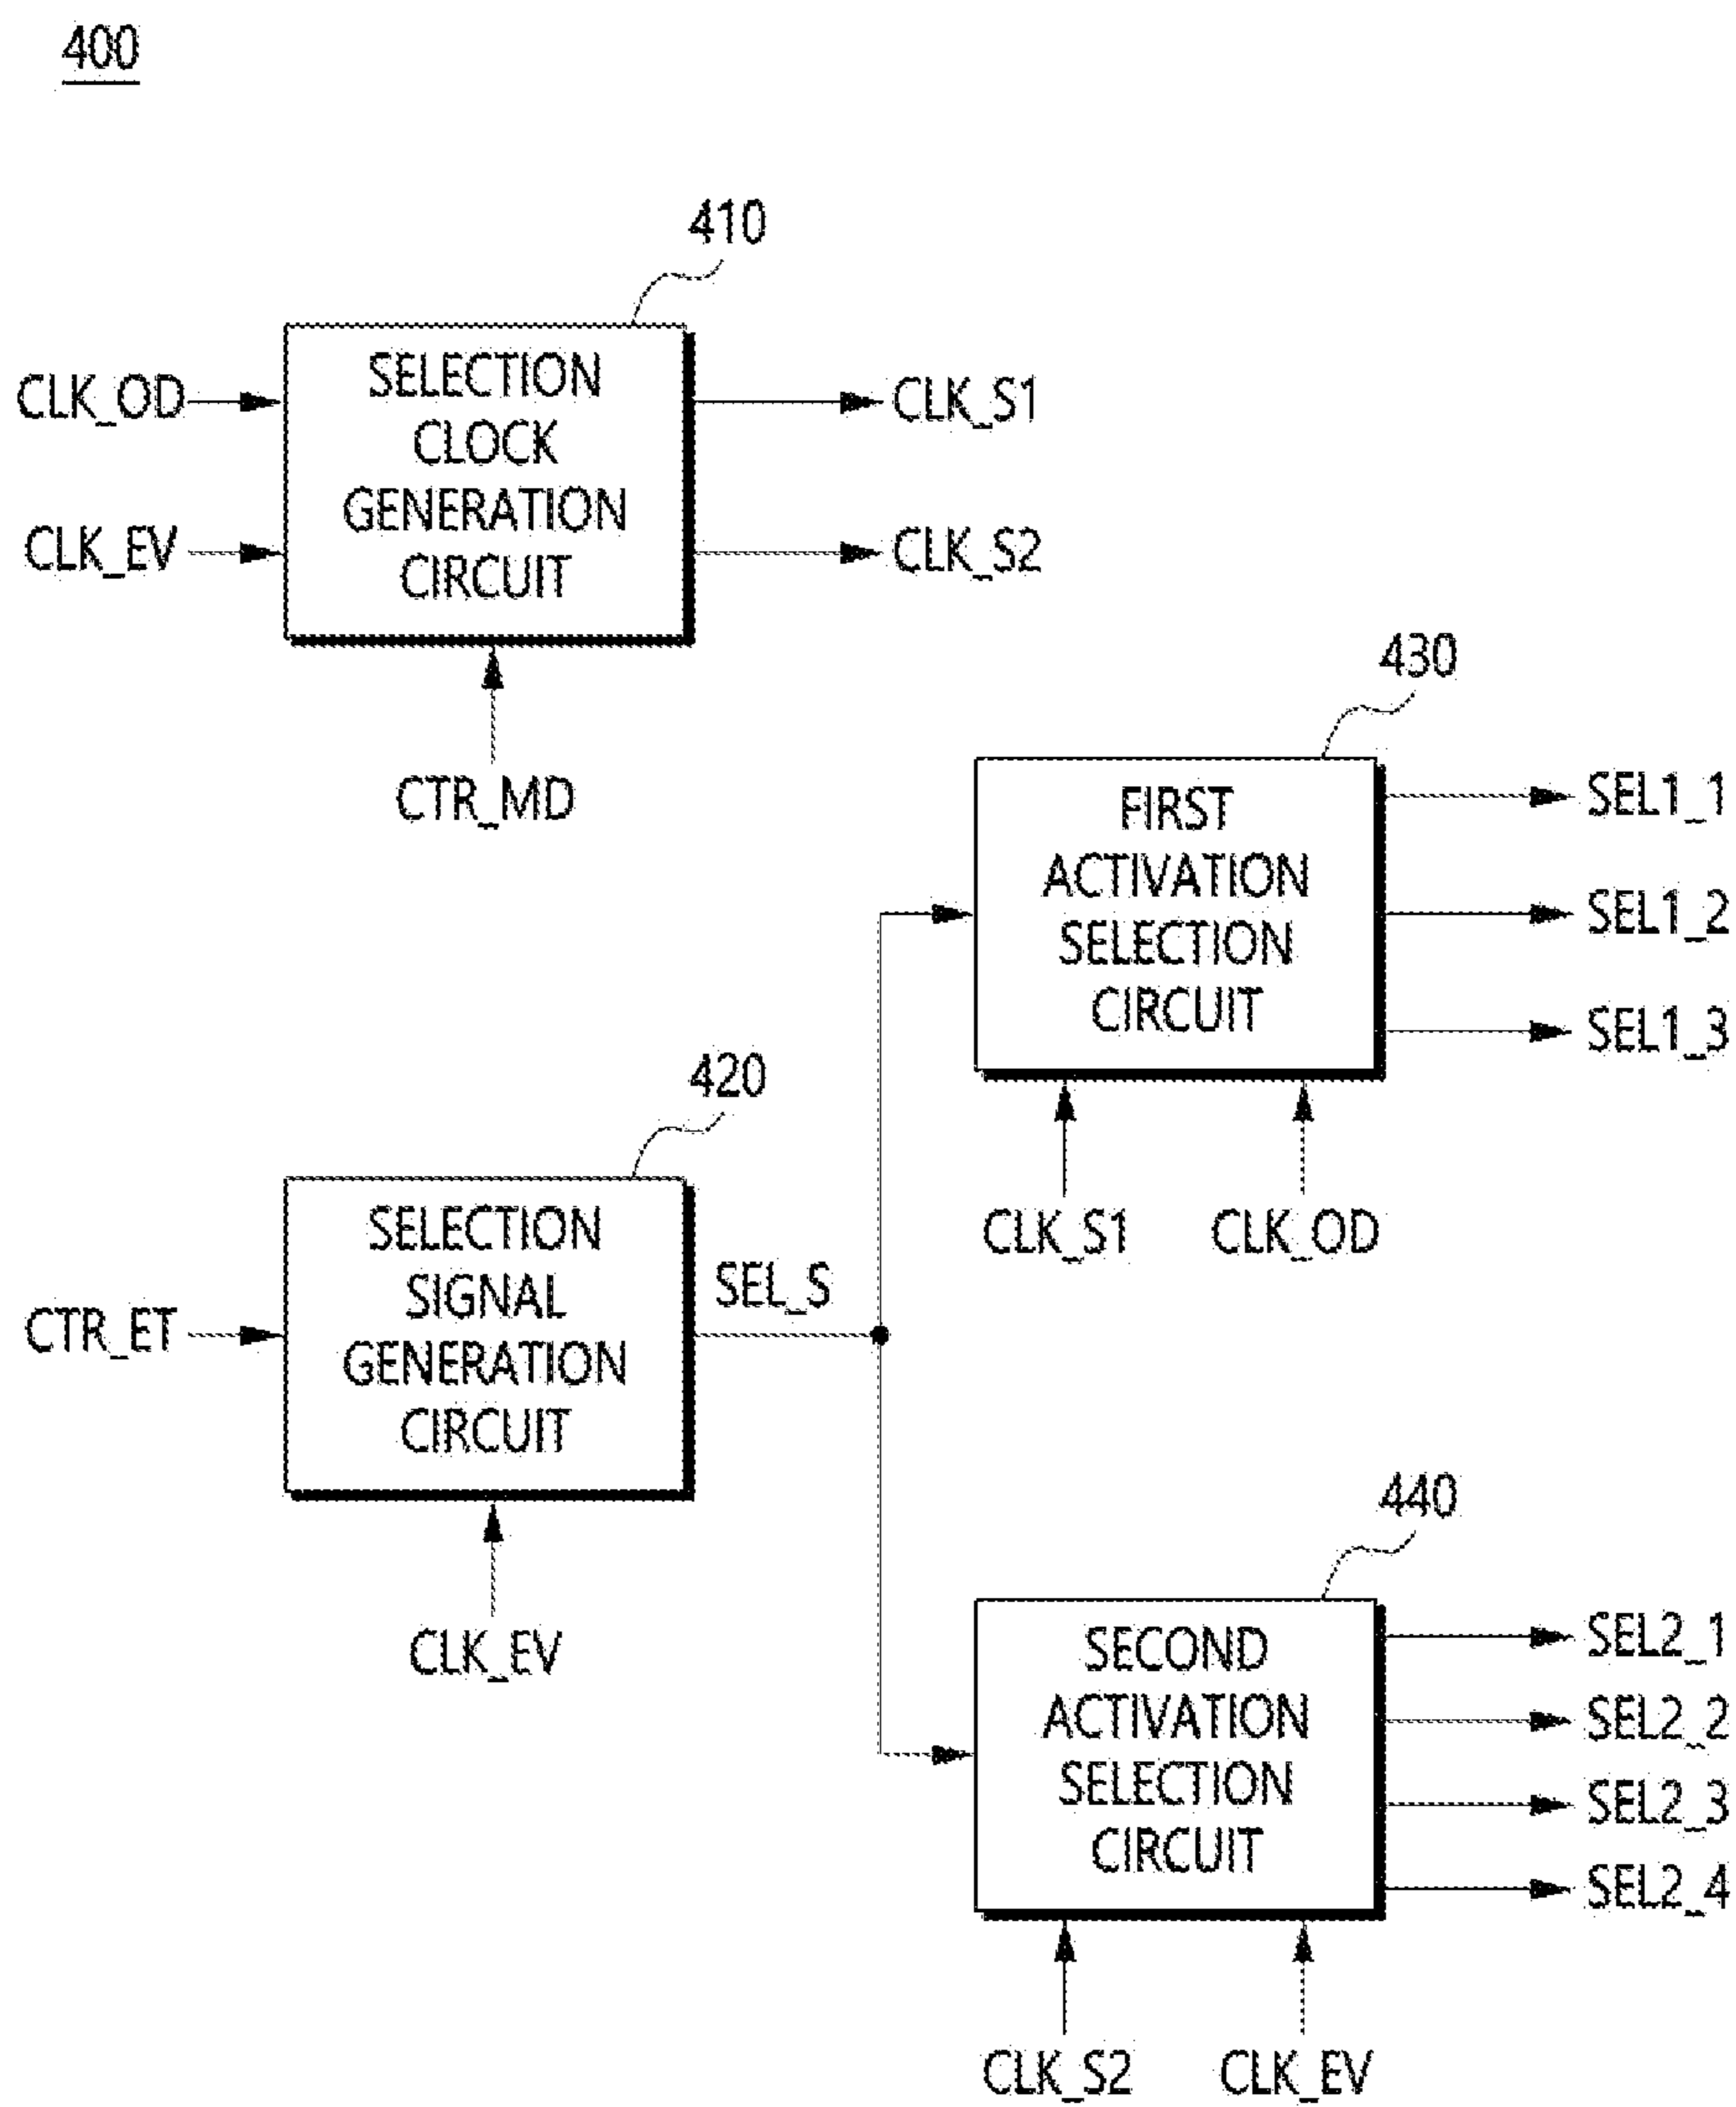 400
410
SELECTION
CLOCK
GENERATION
CIRCUIT
CLK_OD
CLK_EV
CLK_S1
CLK_S2
CTR_MD
430
FIRST
ACTIVATION
SELECTION
CIRCUIT
SEL1_1
SEL1_2
SEL1_3
CLK_S1
CLK_OD
420
SELECTION
SIGNAL
GENERATION
CIRCUIT
CTR_ET
SEL_S
CLK_EV
440
SECOND
ACTIVATION
SELECTION
CIRCUIT
SEL2_1
SEL2_2
SEL2_3
SEL2_4
CLK_S2
CLK_EV